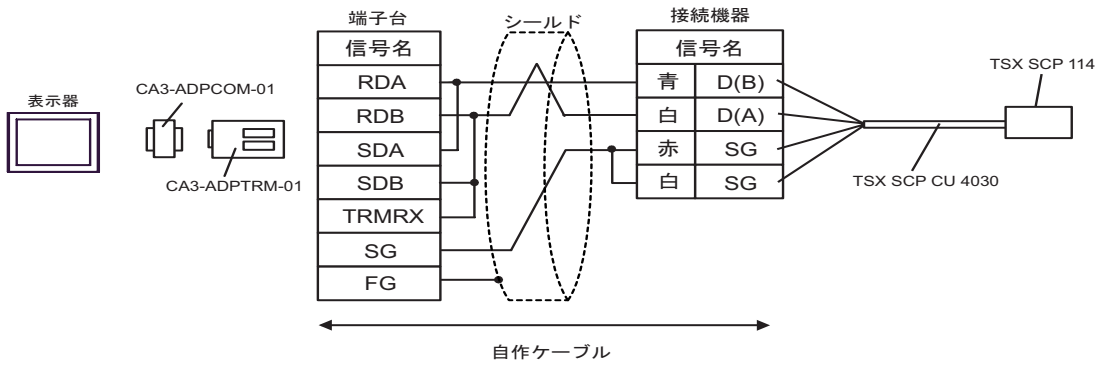 端子台
シールド
接続機器
信号名
信号名
RDA
青 D(B)
RDB
白 D(A)
SDA
赤 SG
SDB
白 SG
TRMRX
SG
FG
表示器
CA3-ADPCOM-01
CA3-ADPTRM-01
TSX SCP 114
TSX SCP CU 4030
自作ケーブル